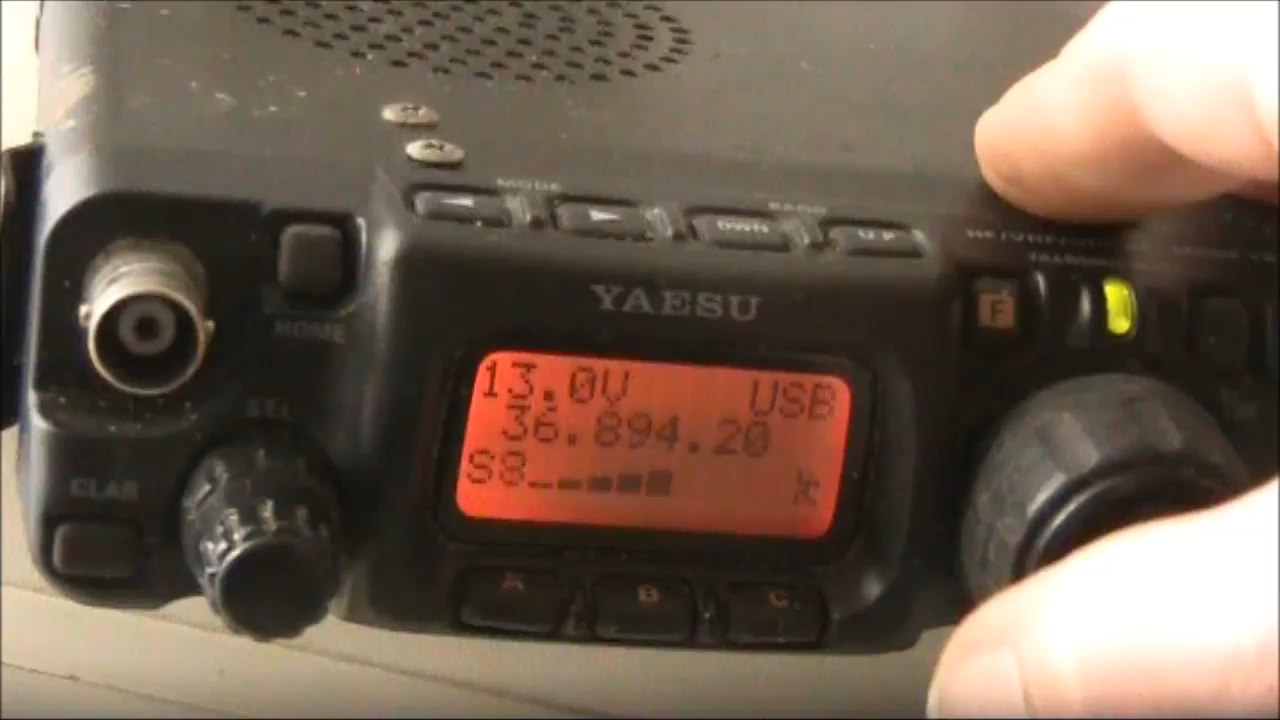 MODE
BAND
DWN
UP
YAESU
F
HOME
13.0V USB
36.894.20
S8
SEL
CLAR
A B C